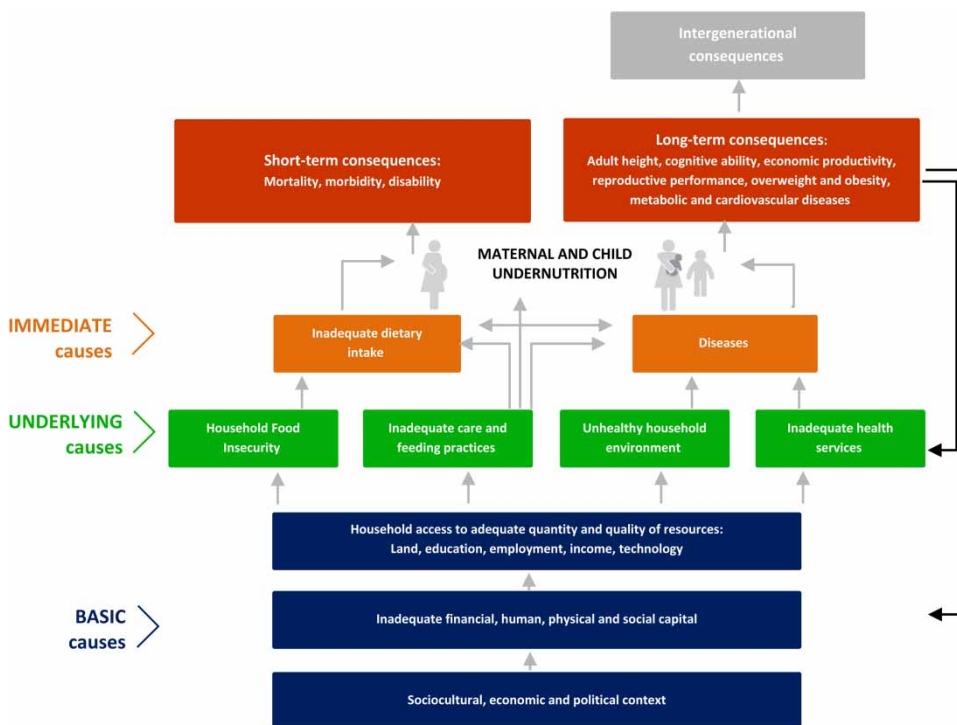 Intergenerational
consequences
Short-term consequences:
Mortality, morbidity, disability
Long-term consequences:
Adult height, cognitive ability, economic productivity,
reproductive performance, overweight and obesity,
metabolic and cardiovascular diseases
MATERNAL AND CHILD
UNDERNUTRITION
IMMEDIATE
causes
Inadequate dietary
intake
Diseases
UNDERLYING
causes
Household Food
Insecurity
Inadequate care and
feeding practices
Unhealthy household
environment
Inadequate health
services
Household access to adequate quantity and quality of resources:
Land, education, employment, income, technology
BASIC
causes
Inadequate financial, human, physical and social capital
Sociocultural, economic and political context